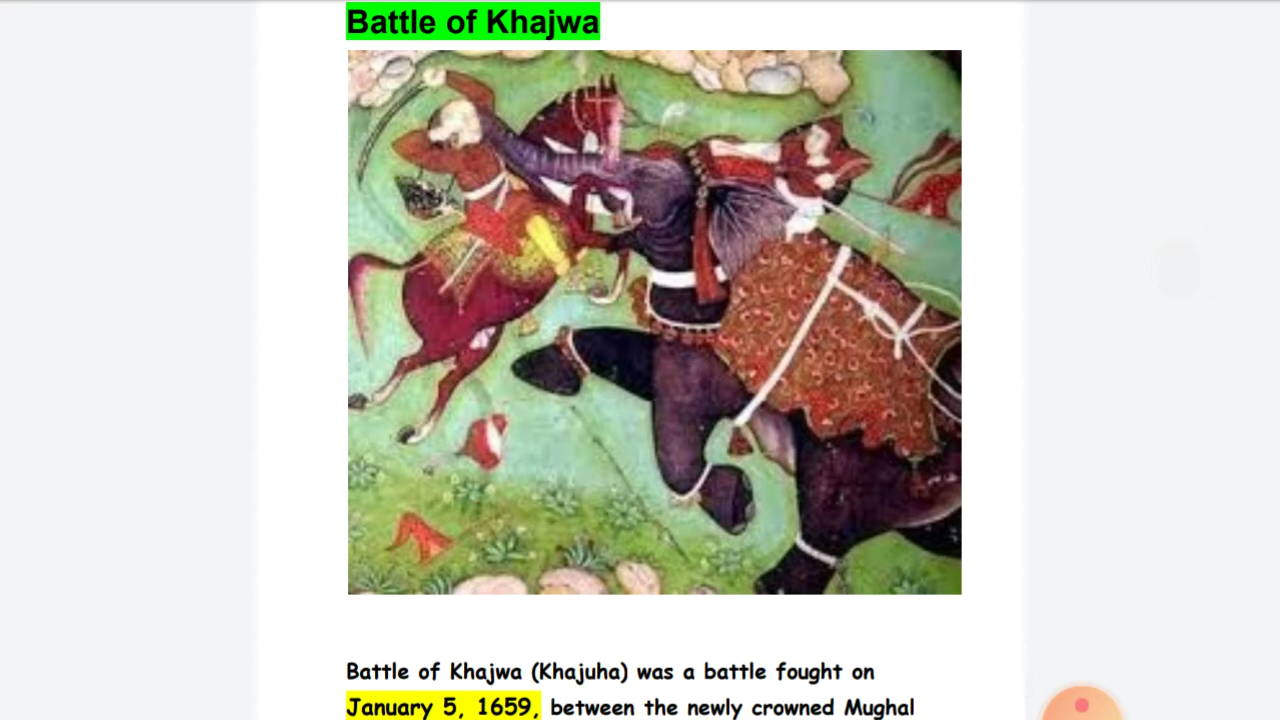 Battle of Khajwa
Battle of Khajwa (Khajuha) was a battle fought on
January 5, 1659, between the newly crowned Mughal